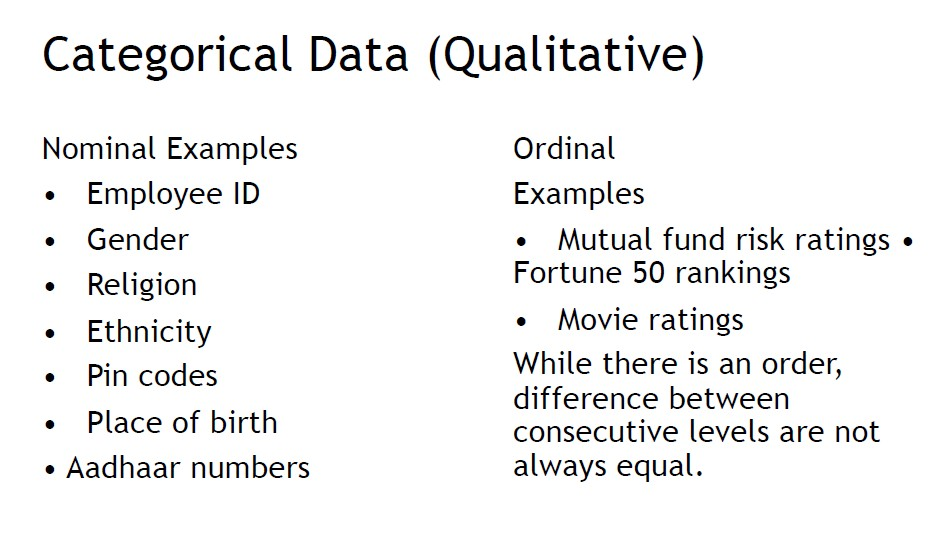 Categorical Data (Qualitative)
Nominal Examples
• Employee ID
• Gender
• Religion
• Ethnicity
• Pin codes
• Place of birth
• Aadhaar numbers
Ordinal
Examples
• Mutual fund risk ratings •
Fortune 50 rankings
• Movie ratings
While there is an order,
difference between
consecutive levels are not
always equal.